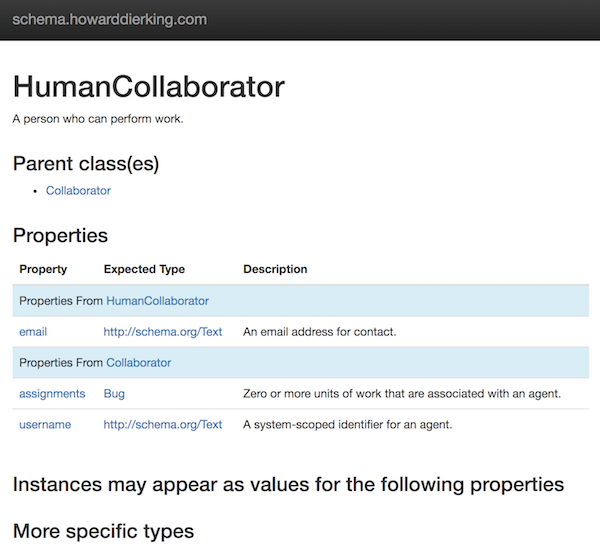 schema.howarddierking.com
HumanCollaborator
A person who can perform work.
Parent class(es)
• Collaborator
Properties
Property Expected Type Description
Properties From HumanCollaborator
email http://schema.org/Text An email address for contact.
Properties From Collaborator
assignments Bug Zero or more units of work that are associated with an agent.
username http://schema.org/Text A system-scoped identifier for an agent.
Instances may appear as values for the following properties
More specific types